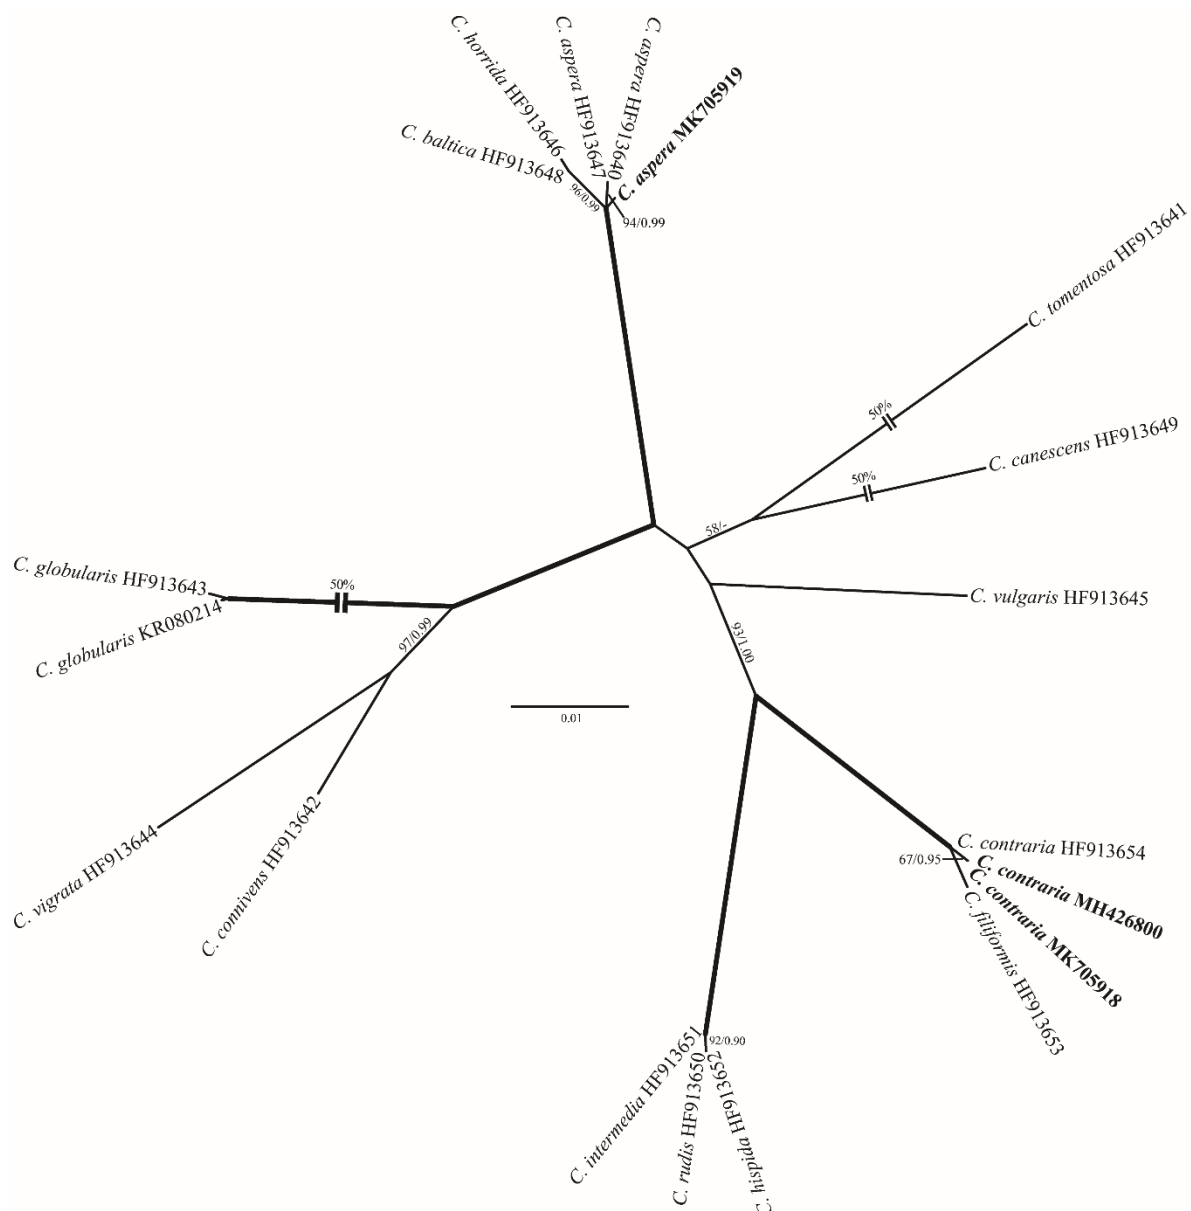 C. horrida HF913646
C. aspera HF913647
C. aspera HF913640
C. aspera MK705919
C. baltica HF913648
96/0.99
94/0.99
C. tomentosa HF913641
50%
C. canescens HF913649
50%
58/-
C. globularis HF913643
50%
C. vulgaris HF913645
C. globularis KR080214
97/0.99
93/1.00
0.01
C. vigrata HF913644
C. connivens HF913642
C. contraria HF913654
67/0.95
C. contraria MH426800
C. contraria MK705918
C. filiformis HF913653
92/0.90
C. intermedia HF913651
C. rudis HF913650
C. hispida HF913652